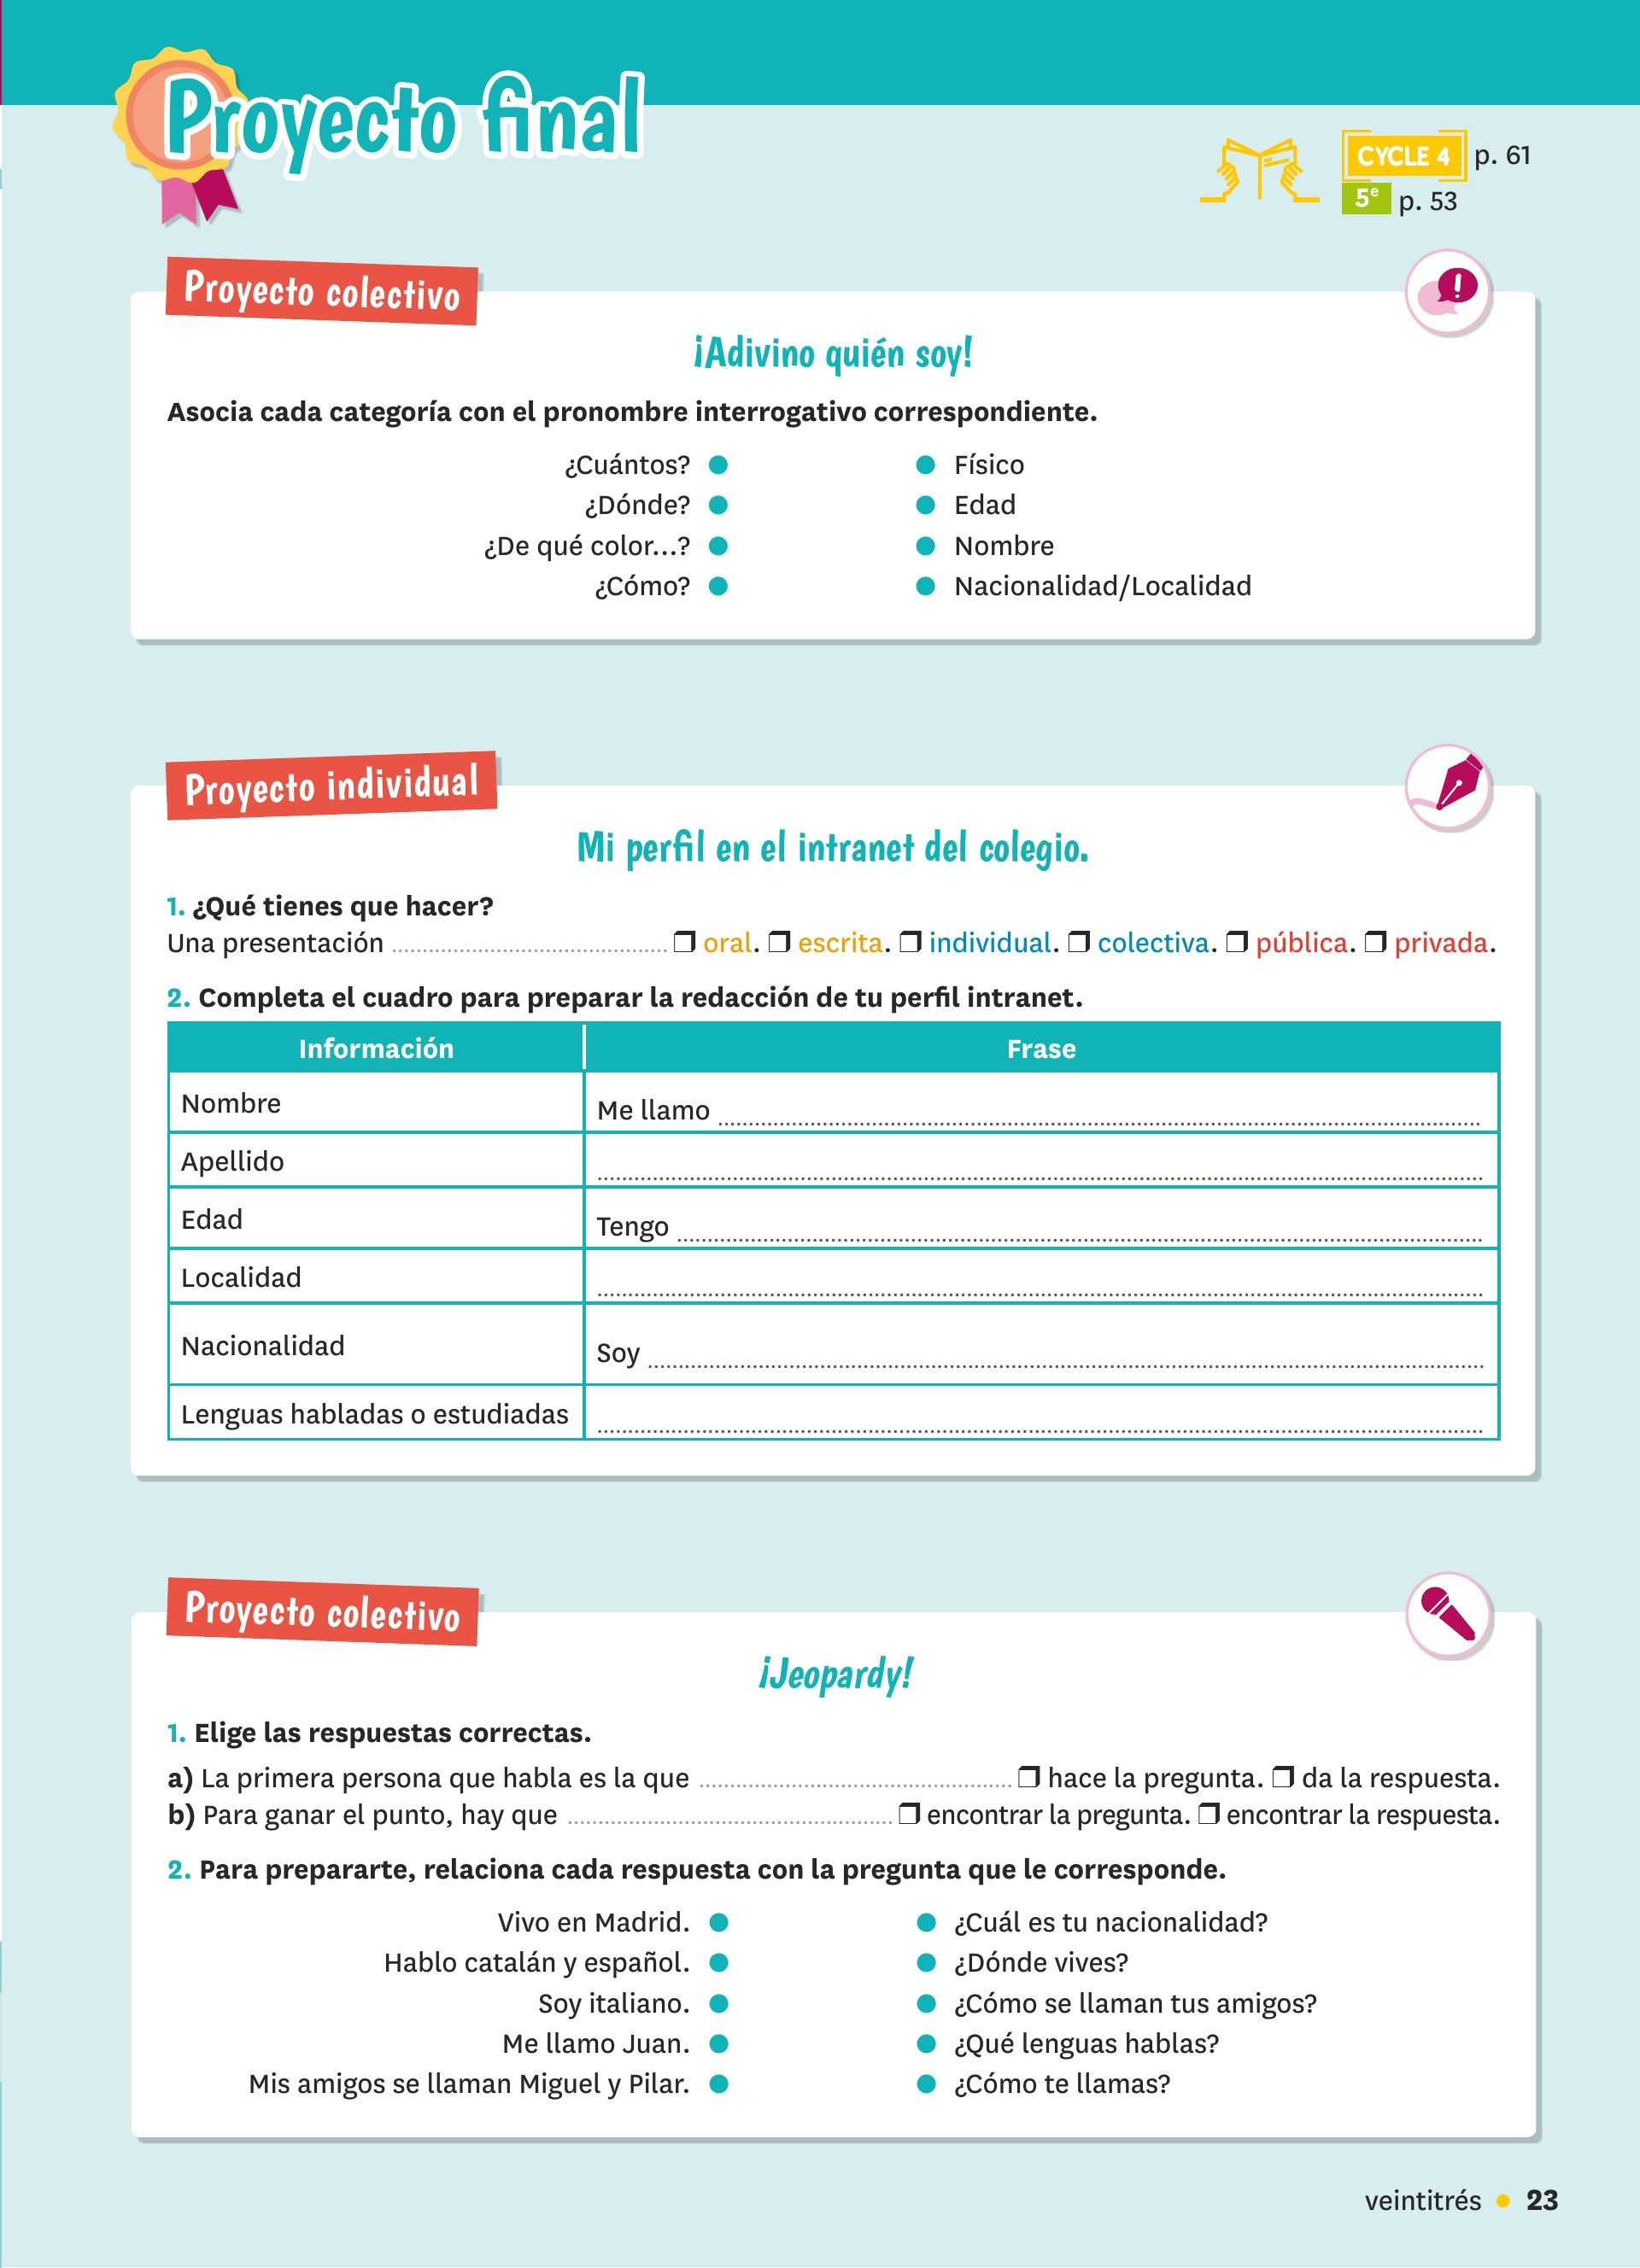 Proyecto final
CYCLE 4 p. 61
5e p. 53
Proyecto colectivo
¡Adivino quién soy!
Asocia cada categoría con el pronombre interrogativo correspondiente.
¿Cuántos? ● ● Físico
¿Dónde? ● ● Edad
¿De qué color...? ● ● Nombre
¿Cómo? ● ● Nacionalidad/Localidad
Proyecto individual
Mi perfil en el intranet del colegio.
1. ¿Qué tienes que hacer?
Una presentación .................................... ❒ oral. ❒ escrita. ❒ individual. ❒ colectiva. ❒ pública. ❒ privada.
2. Completa el cuadro para preparar la redacción de tu perfil intranet.
Información Frase
Nombre Me llamo
Apellido
Edad Tengo
Localidad
Nacionalidad Soy
Lenguas habladas o estudiadas
Proyecto colectivo
¡Jeopardy!
1. Elige las respuestas correctas.
a) La primera persona que habla es la que ........................................ ❒ hace la pregunta. ❒ da la respuesta.
b) Para ganar el punto, hay que .......................................... ❒ encontrar la pregunta. ❒ encontrar la respuesta.
2. Para prepararte, relaciona cada respuesta con la pregunta que le corresponde.
Vivo en Madrid. ● ● ¿Cuál es tu nacionalidad?
Hablo catalán y español. ● ● ¿Dónde vives?
Soy italiano. ● ● ¿Cómo se llaman tus amigos?
Me llamo Juan. ● ● ¿Qué lenguas hablas?
Mis amigos se llaman Miguel y Pilar. ● ● ¿Cómo te llamas?
veintitrés ● 23